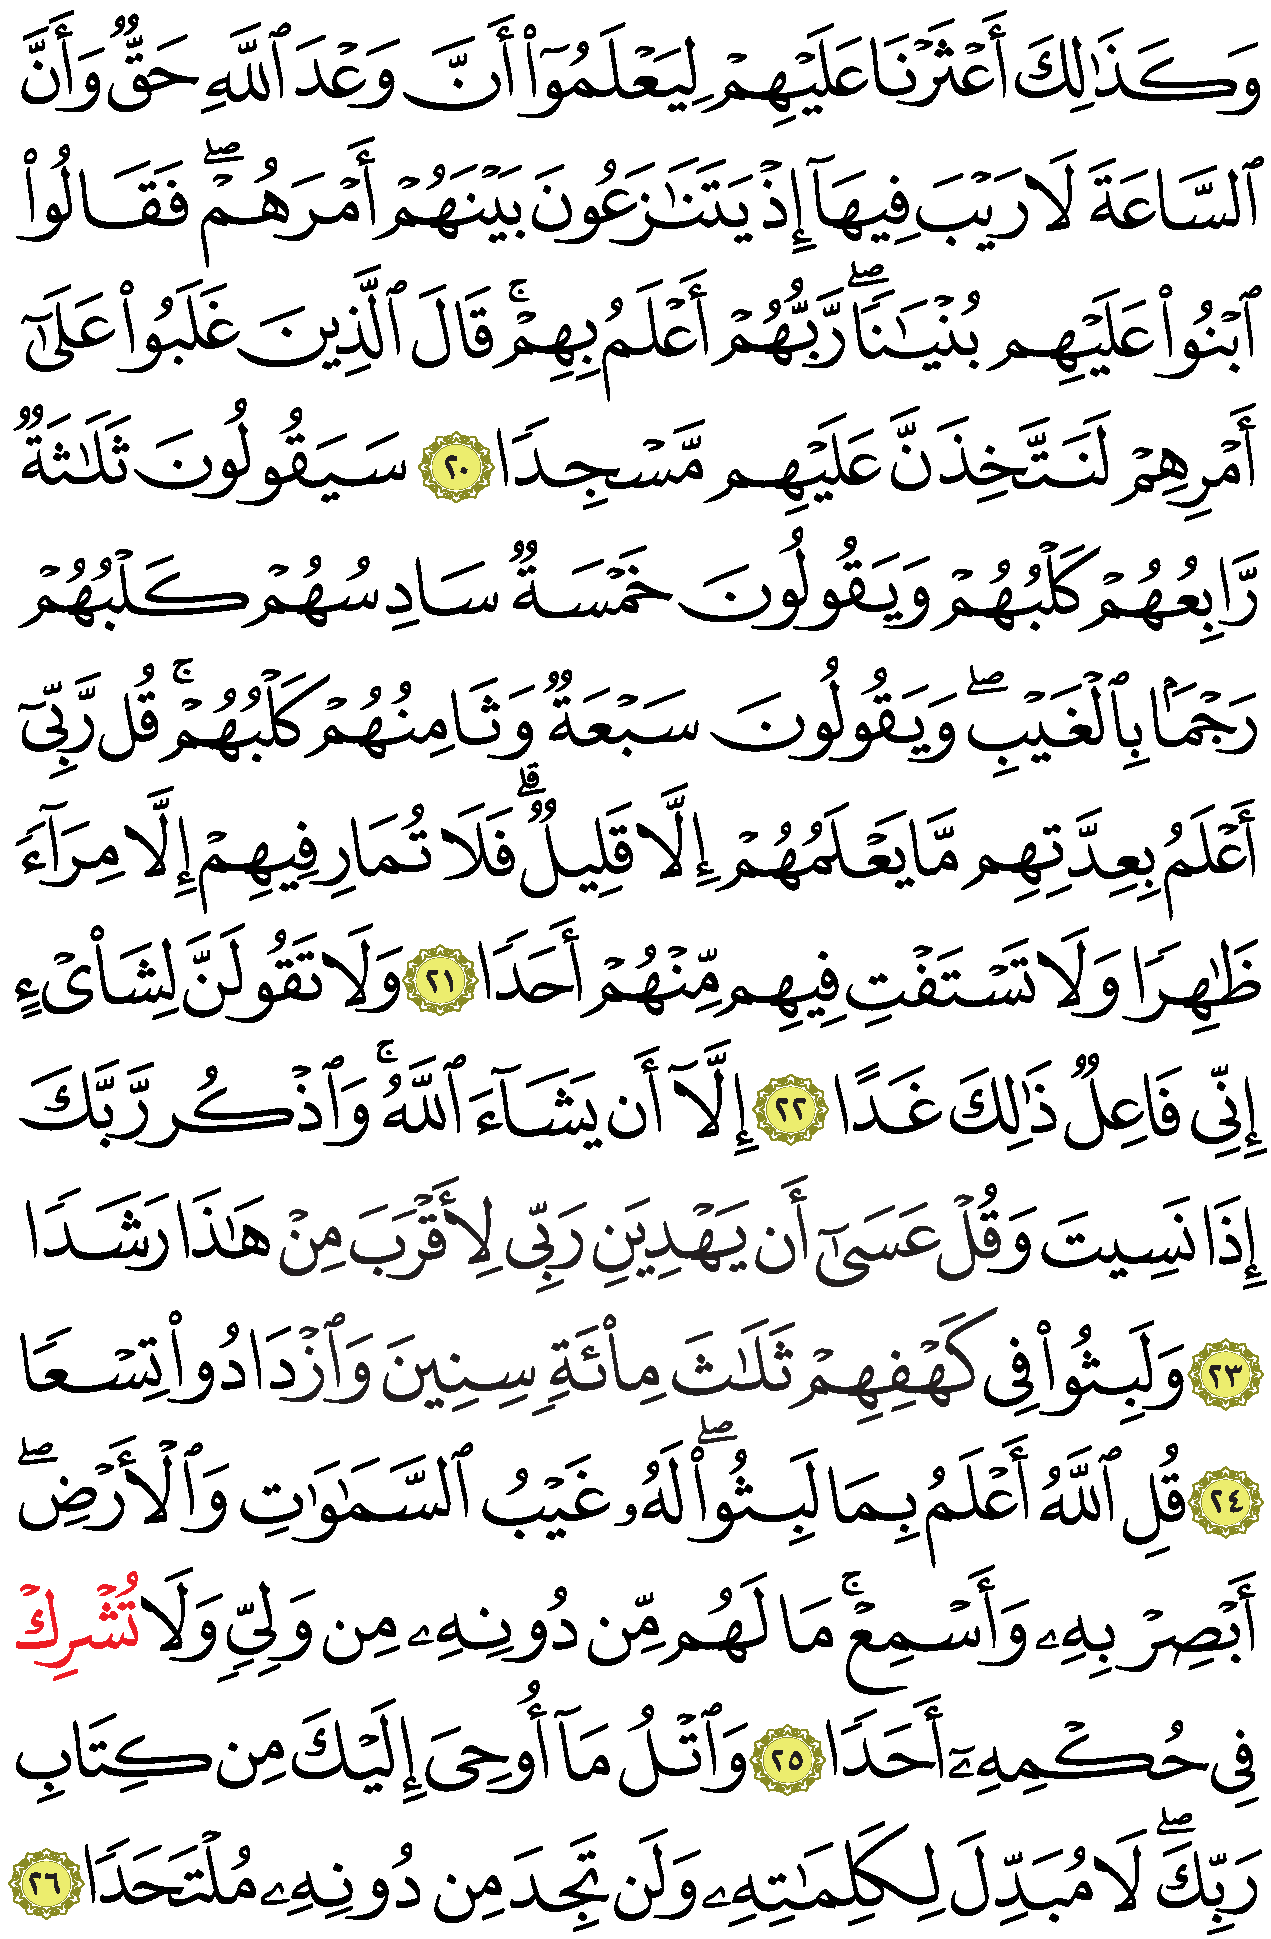 وَكَذَٰلِكَ أَعْثَرْنَا عَلَيْهِمْ لِيَعْلَمُوٓا۟ أَنَّ وَعْدَ ٱللَّهِ حَقٌّ وَأَنَّ
ٱلسَّاعَةَ لَا رَيْبَ فِيهَآ إِذْ يَتَنَٰزَعُونَ بَيْنَهُمْ أَمْرَهُمْ ۖ فَقَالُوا۟
ٱبْنُوا۟ عَلَيْهِم بُنْيَٰنًا ۖ رَّبُّهُمْ أَعْلَمُ بِهِمْ ۚ قَالَ ٱلَّذِينَ غَلَبُوا۟ عَلَىٰٓ
أَمْرِهِمْ لَنَتَّخِذَنَّ عَلَيْهِم مَّسْجِدًا ٢٠ سَيَقُولُونَ ثَلَٰثَةٌ
رَّابِعُهُمْ كَلْبُهُمْ وَيَقُولُونَ خَمْسَةٌ سَادِسُهُمْ كَلْبُهُمْ
رَجْمًۢا بِٱلْغَيْبِ ۖ وَيَقُولُونَ سَبْعَةٌ وَثَامِنُهُمْ كَلْبُهُمْ ۚ قُل رَّبِّىٓ
أَعْلَمُ بِعِدَّتِهِم مَّا يَعْلَمُهُمْ إِلَّا قَلِيلٌ ۗ فَلَا تُمَارِ فِيهِمْ إِلَّا مِرَآءً
ظَٰهِرًا وَلَا تَسْتَفْتِ فِيهِم مِّنْهُمْ أَحَدًا ٢١ وَلَا تَقُولَنَّ لِشَا۟ىْءٍ
إِنِّى فَاعِلٌ ذَٰلِكَ غَدًا ٢٢ إِلَّآ أَن يَشَآءَ ٱللَّهُ ۚ وَٱذْكُر رَّبَّكَ
إِذَا نَسِيتَ وَقُلْ عَسَىٰٓ أَن يَهْدِيَنِ رَبِّى لِأَقْرَبَ مِنْ هَٰذَا رَشَدًا
٢٣ وَلَبِثُوا۟ فِى كَهْفِهِمْ ثَلَٰثَ مِا۟ئَةِ سِنِينَ وَٱزْدَادُوا۟ تِسْعًا
٢٤ قُلِ ٱللَّهُ أَعْلَمُ بِمَا لَبِثُوا۟ ۖ لَهُۥ غَيْبُ ٱلسَّمَٰوَٰتِ وَٱلْأَرْضِ ۖ
أَبْصِرْ بِهِۦ وَأَسْمِعْ ۚ مَا لَهُم مِّن دُونِهِۦ مِن وَلِىٍّ وَلَا تُشْرِكْ
فِى حُكْمِهِۦٓ أَحَدًا ٢٥ وَٱتْلُ مَآ أُوحِىَ إِلَيْكَ مِن كِتَابِ
رَبِّكَ ۖ لَا مُبَدِّلَ لِكَلِمَٰتِهِۦ وَلَن تَجِدَ مِن دُونِهِۦ مُلْتَحَدًا ٢٦